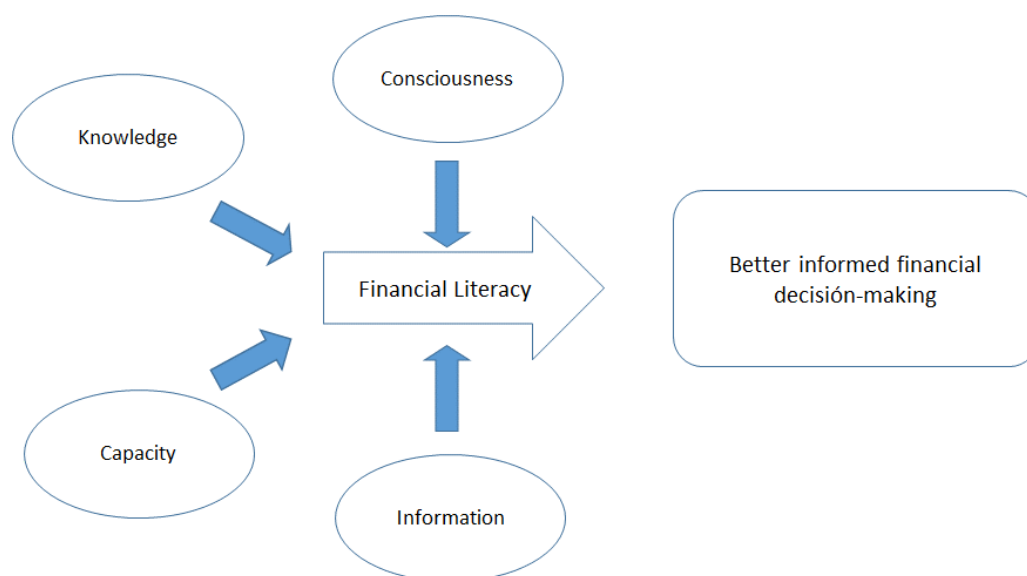 Consciousness
Knowledge
Financial Literacy
Better informed financial
decisión-making
Capacity
Information